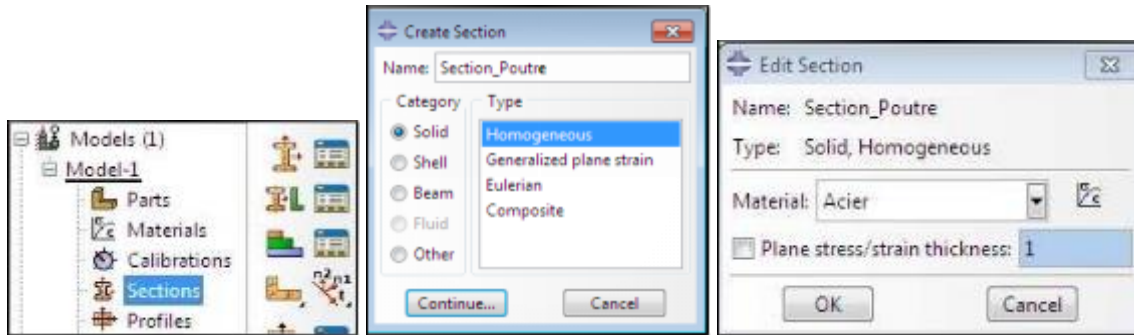 Models (1)
Model-1
Parts
Materials
Calibrations
Sections
Profiles
n2 n1
t
Create Section
Name: Section_Poutre
Category Type
Solid Homogeneous
Shell Generalized plane strain
Beam Eulerian
Fluid Composite
Other
Continue... Cancel
Edit Section
Name: Section_Poutre
Type: Solid, Homogeneous
Material: Acier
Plane stress/strain thickness: 1
OK Cancel